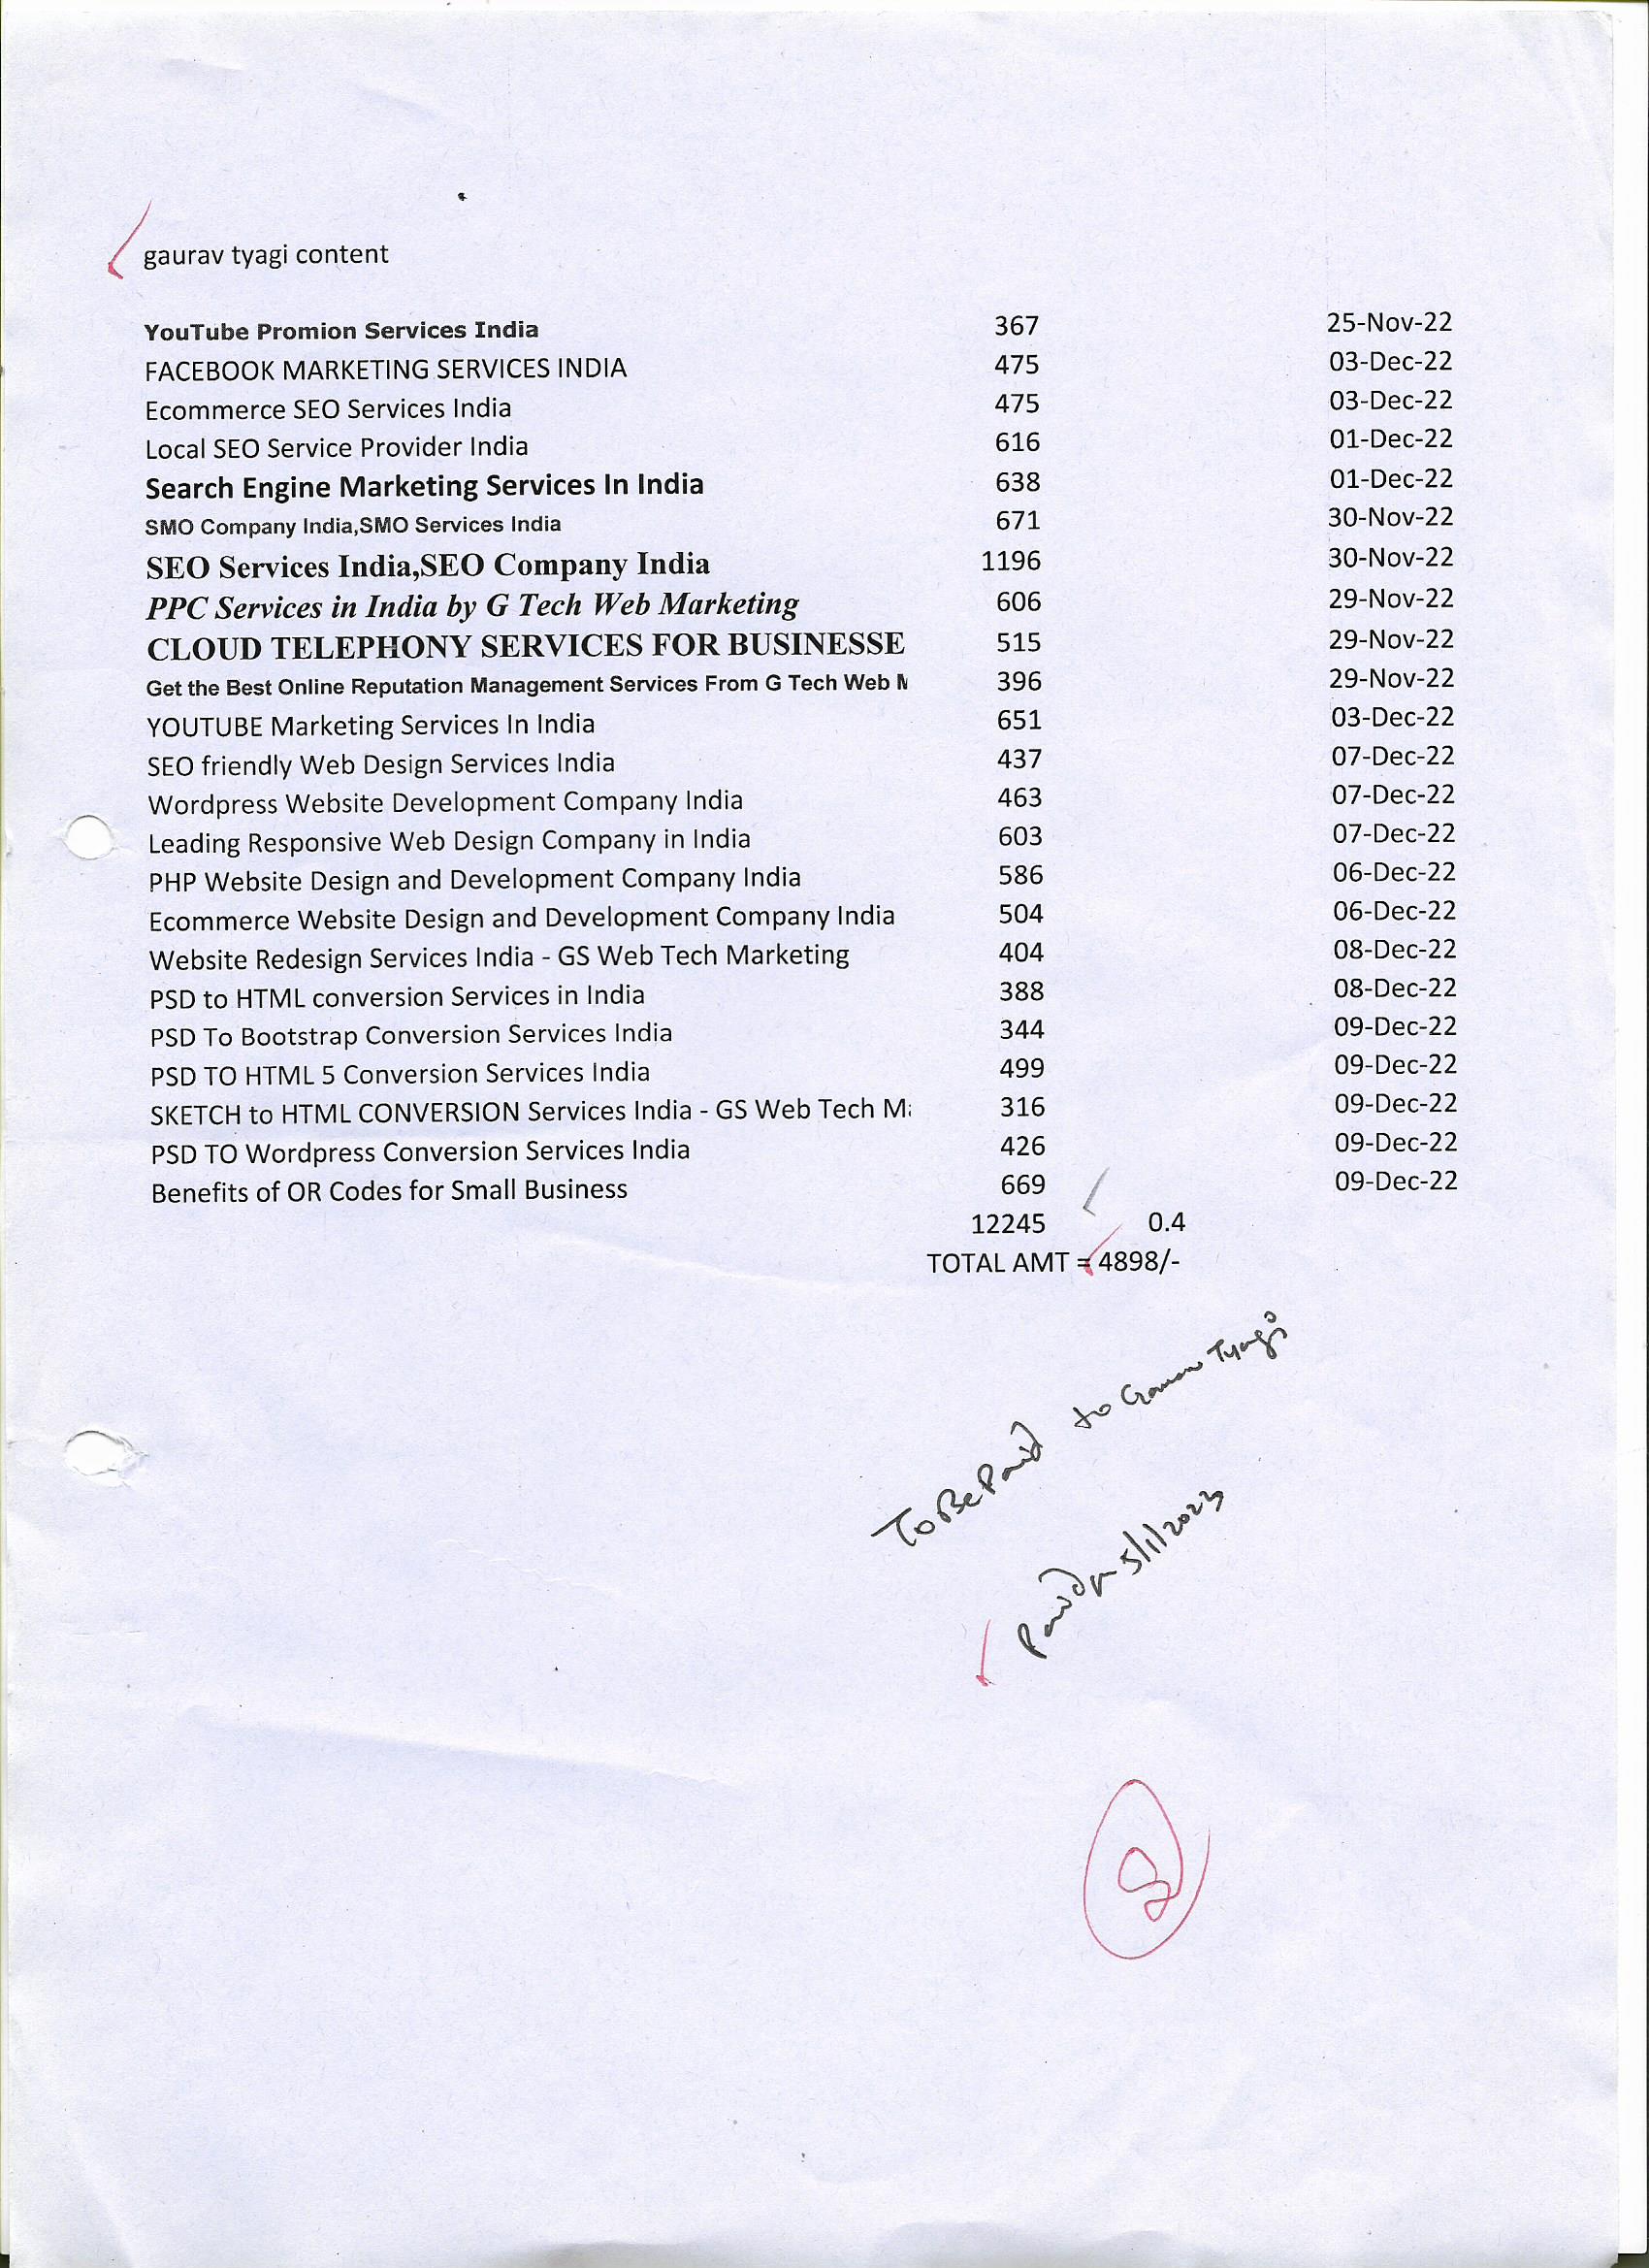 gaurav tyagi content
YouTube Promion Services India 367 25-Nov-22
FACEBOOK MARKETING SERVICES INDIA 475 03-Dec-22
Ecommerce SEO Services India 475 03-Dec-22
Local SEO Service Provider India 616 01-Dec-22
Search Engine Marketing Services In India 638 01-Dec-22
SMO Company India,SMO Services India 671 30-Nov-22
SEO Services India,SEO Company India 1196 30-Nov-22
PPC Services in India by G Tech Web Marketing 606 29-Nov-22
CLOUD TELEPHONY SERVICES FOR BUSINESSE 515 29-Nov-22
Get the Best Online Reputation Management Services From G Tech Web 396 29-Nov-22
YOUTUBE Marketing Services In India 651 03-Dec-22
SEO friendly Web Design Services India 437 07-Dec-22
Wordpress Website Development Company India 463 07-Dec-22
Leading Responsive Web Design Company in India 603 07-Dec-22
PHP Website Design and Development Company India 586 06-Dec-22
Ecommerce Website Design and Development Company India 504 06-Dec-22
Website Redesign Services India - GS Web Tech Marketing 404 08-Dec-22
PSD to HTML conversion Services in India 388 08-Dec-22
PSD To Bootstrap Conversion Services India 344 09-Dec-22
PSD TO HTML 5 Conversion Services India 499 09-Dec-22
SKETCH to HTML CONVERSION Services India - GS Web Tech 316 09-Dec-22
PSD TO Wordpress Conversion Services India 426 09-Dec-22
Benefits of OR Codes for Small Business 669 09-Dec-22
12245 0.4
TOTAL AMT = 4898/-
To Be Paid to Gaurav Tyagi
Paid on 5/1/2023